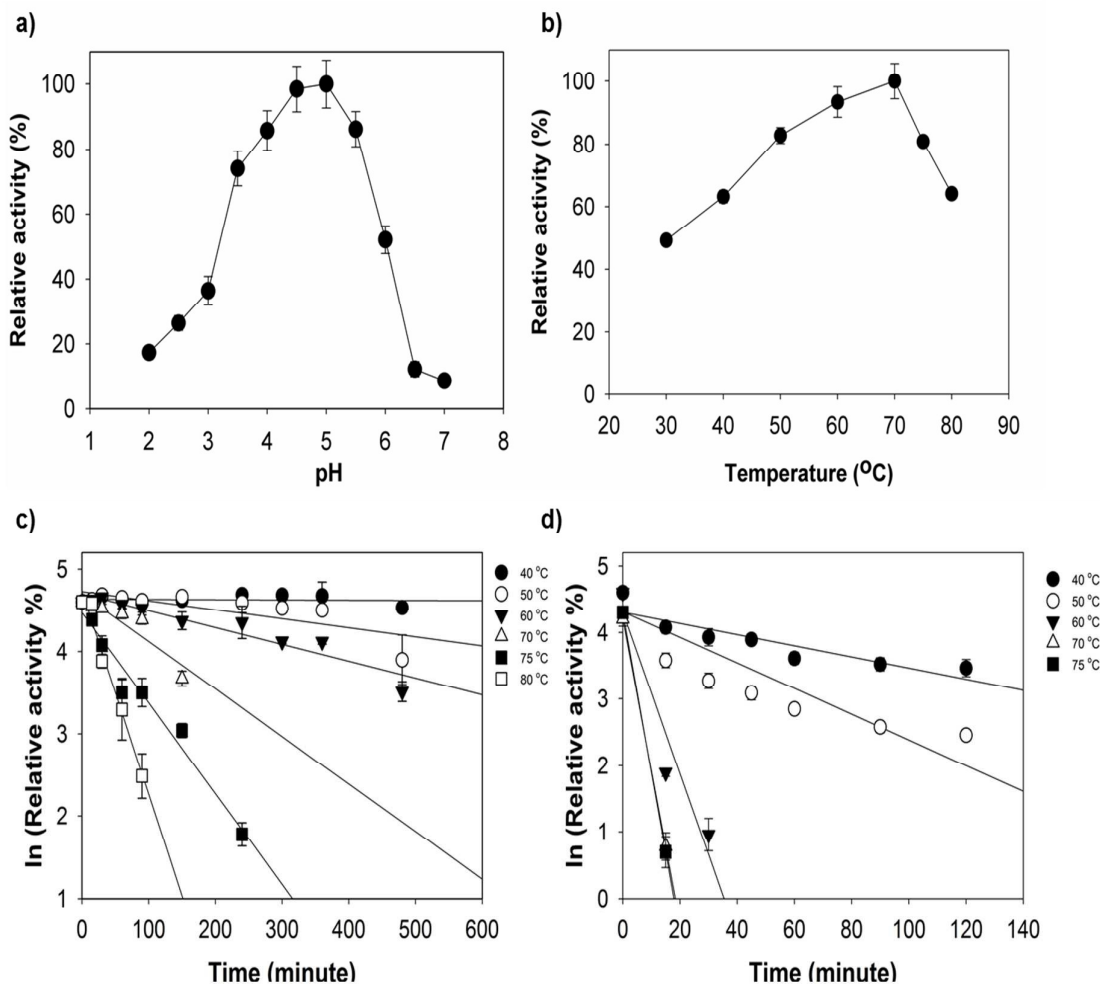 a)
Relative activity (%)
100
80
60
40
20
0
1 2 3 4 5 6 7 8
pH
b)
Relative activity (%)
100
80
60
40
20
0
20 30 40 50 60 70 80 90
Temperature (°C)
c)
ln (Relative activity %)
5
4
3
2
1
0 100 200 300 400 500 600
Time (minute)
40 °C
50 °C
60 °C
70 °C
75 °C
80 °C
d)
ln (Relative activity %)
5
4
3
2
1
0
0 20 40 60 80 100 120 140
Time (minute)
40 °C
50 °C
60 °C
70 °C
75 °C